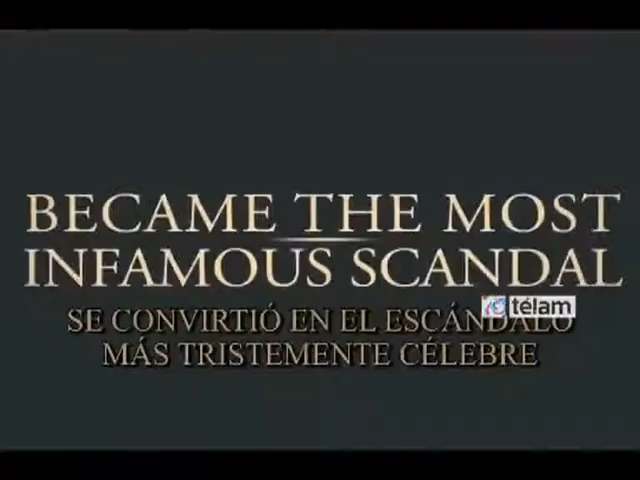 BECAME THE MOST
INFAMOUS SCANDAL
SE CONVIRTIÓ EN EL ESCÁNDALO
MÁS TRISTEMENTE CÉLEBRE
télam